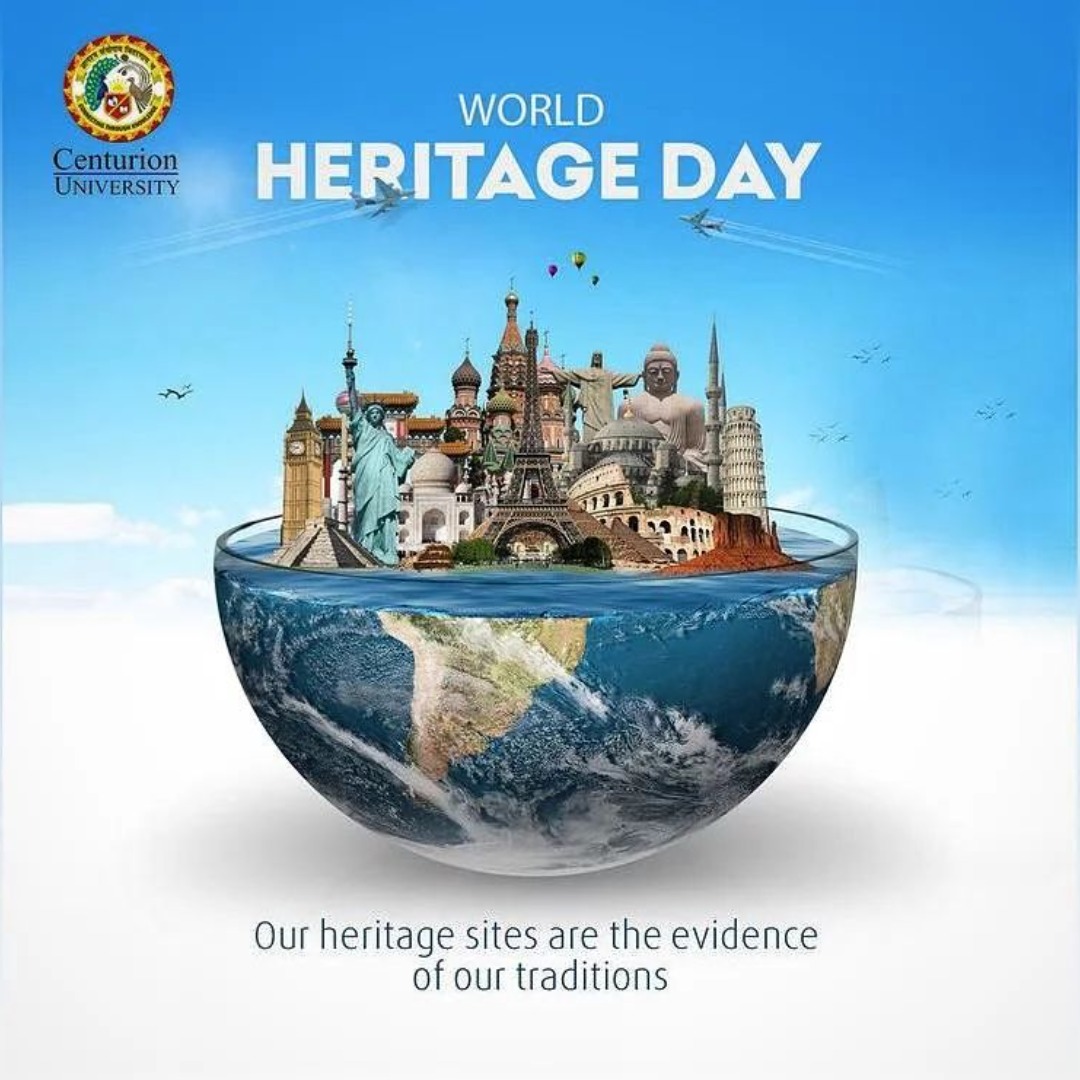 Centurion
UNIVERSITY
WORLD
HERITAGE DAY
Our heritage sites are the evidence
of our traditions